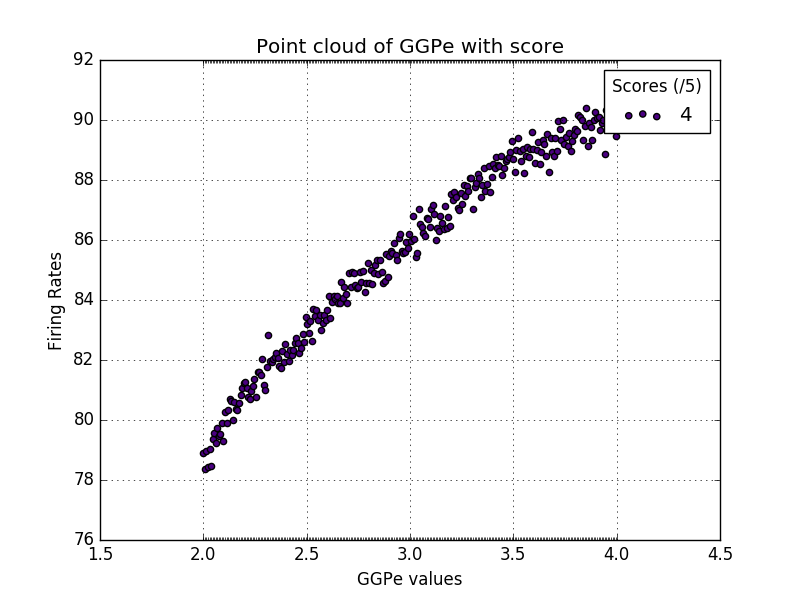 Point cloud of GGPe with score
92
90
88
86
84
82
80
78
76
Firing Rates
Scores (/5)
4
1.5 2.0 2.5 3.0 3.5 4.0 4.5
GGPe values